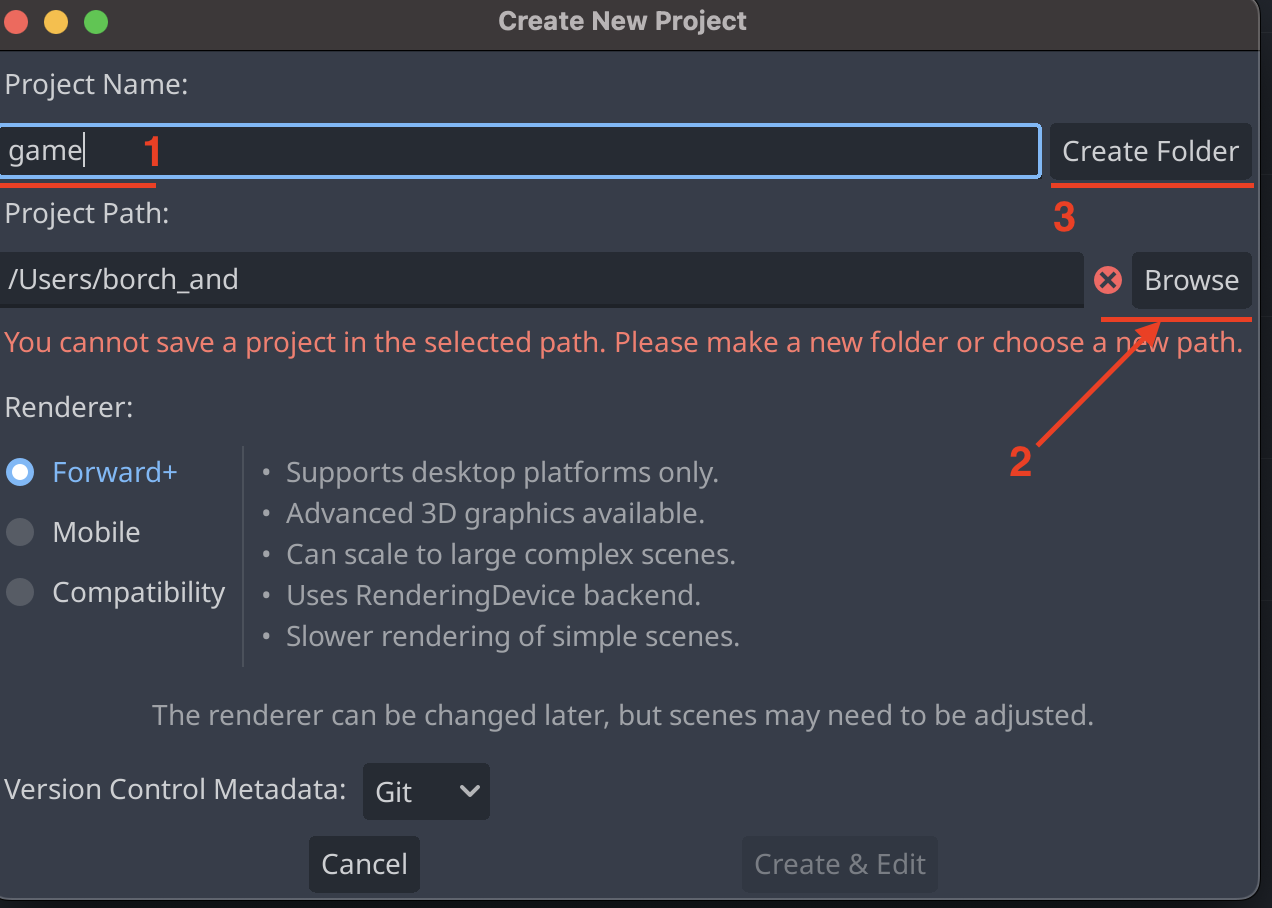 Create New Project
Project Name:
game 1 Create Folder
Project Path: 3
/Users/borch_and Browse
You cannot save a project in the selected path. Please make a new folder or choose a new path.
Renderer:
2
Forward+
Mobile
Compatibility
• Supports desktop platforms only.
• Advanced 3D graphics available.
• Can scale to large complex scenes.
• Uses RenderingDevice backend.
• Slower rendering of simple scenes.
The renderer can be changed later, but scenes may need to be adjusted.
Version Control Metadata: Git
Cancel Create & Edit